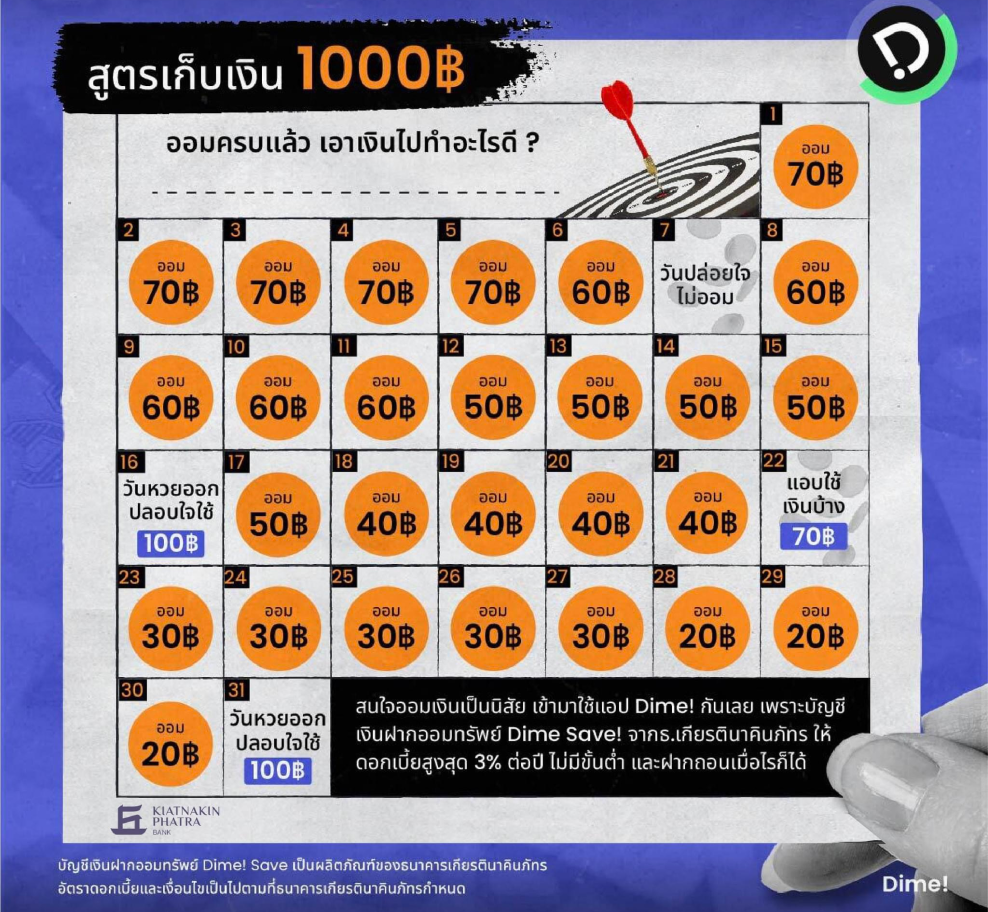 สูตรเก็บเงิน 1000฿
ออมครบแล้ว เอาเงินไปทำอะไรดี ?
1
ออม
70฿
2
ออม
70฿
3
ออม
70฿
4
ออม
70฿
5
ออม
70฿
6
ออม
60฿
7
วันปล่อยใจ
ไม่ออม
8
ออม
60฿
9
ออม
60฿
10
ออม
60฿
11
ออม
60฿
12
ออม
50฿
13
ออม
50฿
14
ออม
50฿
15
ออม
50฿
16
วันหวยออก
ปลอบใจใช้
100฿
17
ออม
50฿
18
ออม
40฿
19
ออม
40฿
20
ออม
40฿
21
ออม
40฿
22
แอบใช้
เงินบ้าง
70฿
23
ออม
30฿
24
ออม
30฿
25
ออม
30฿
26
ออม
30฿
27
ออม
30฿
28
ออม
20฿
29
ออม
20฿
30
ออม
20฿
31
วันหวยออก
ปลอบใจใช้
100฿
สนใจออมเงินเป็นนิสัย เข้ามาใช้แอป Dime! กันเลย เพราะบัญชี
เงินฝากออมทรัพย์ Dime Save! จากธ.เกียรตินาคินภัทร ให้
ดอกเบี้ยสูงสุด 3% ต่อปี ไม่มีขั้นต่ำ และฝากถอนเมื่อไรก็ได้
KIATNAKIN
PHATRA
BANK
บัญชีเงินฝากออมทรัพย์ Dime! Save เป็นผลิตภัณฑ์ของธนาคารเกียรตินาคินภัทร
อัตราดอกเบี้ยและเงื่อนไขเป็นไปตามที่ธนาคารเกียรตินาคินภัทรกำหนด
Dime!